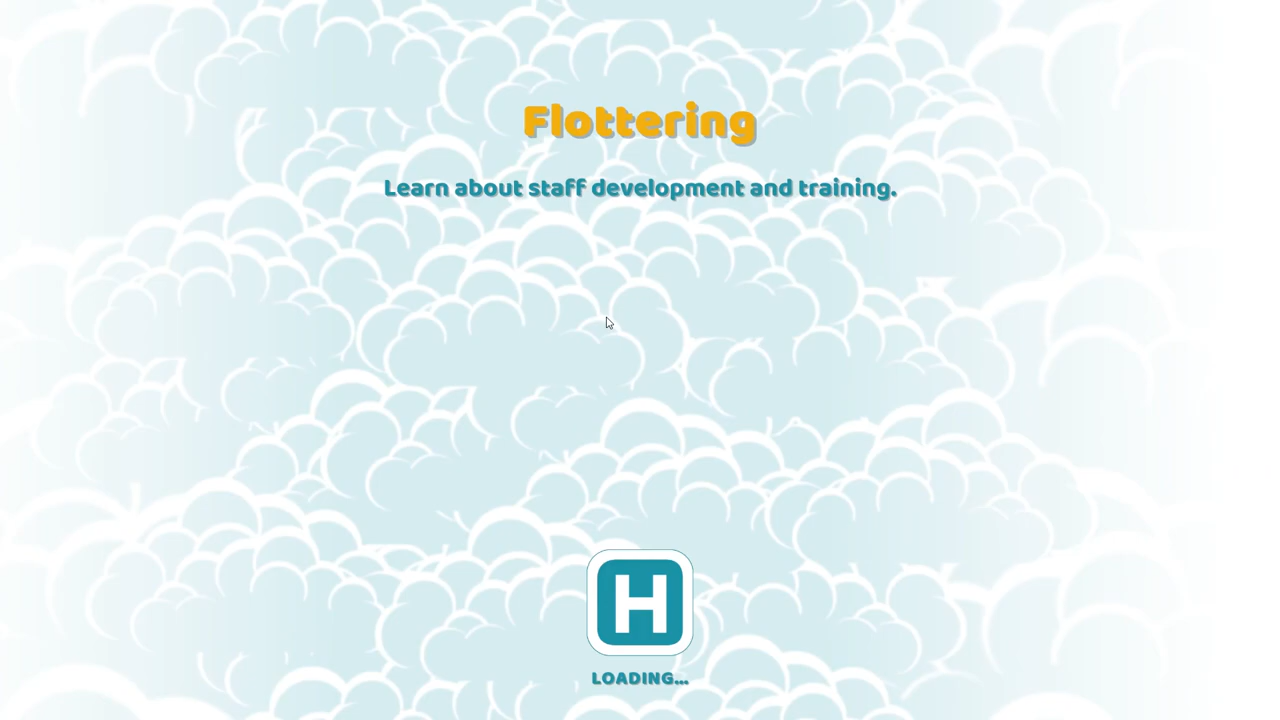 Flottering
Learn about staff development and training.
H
LOADING...